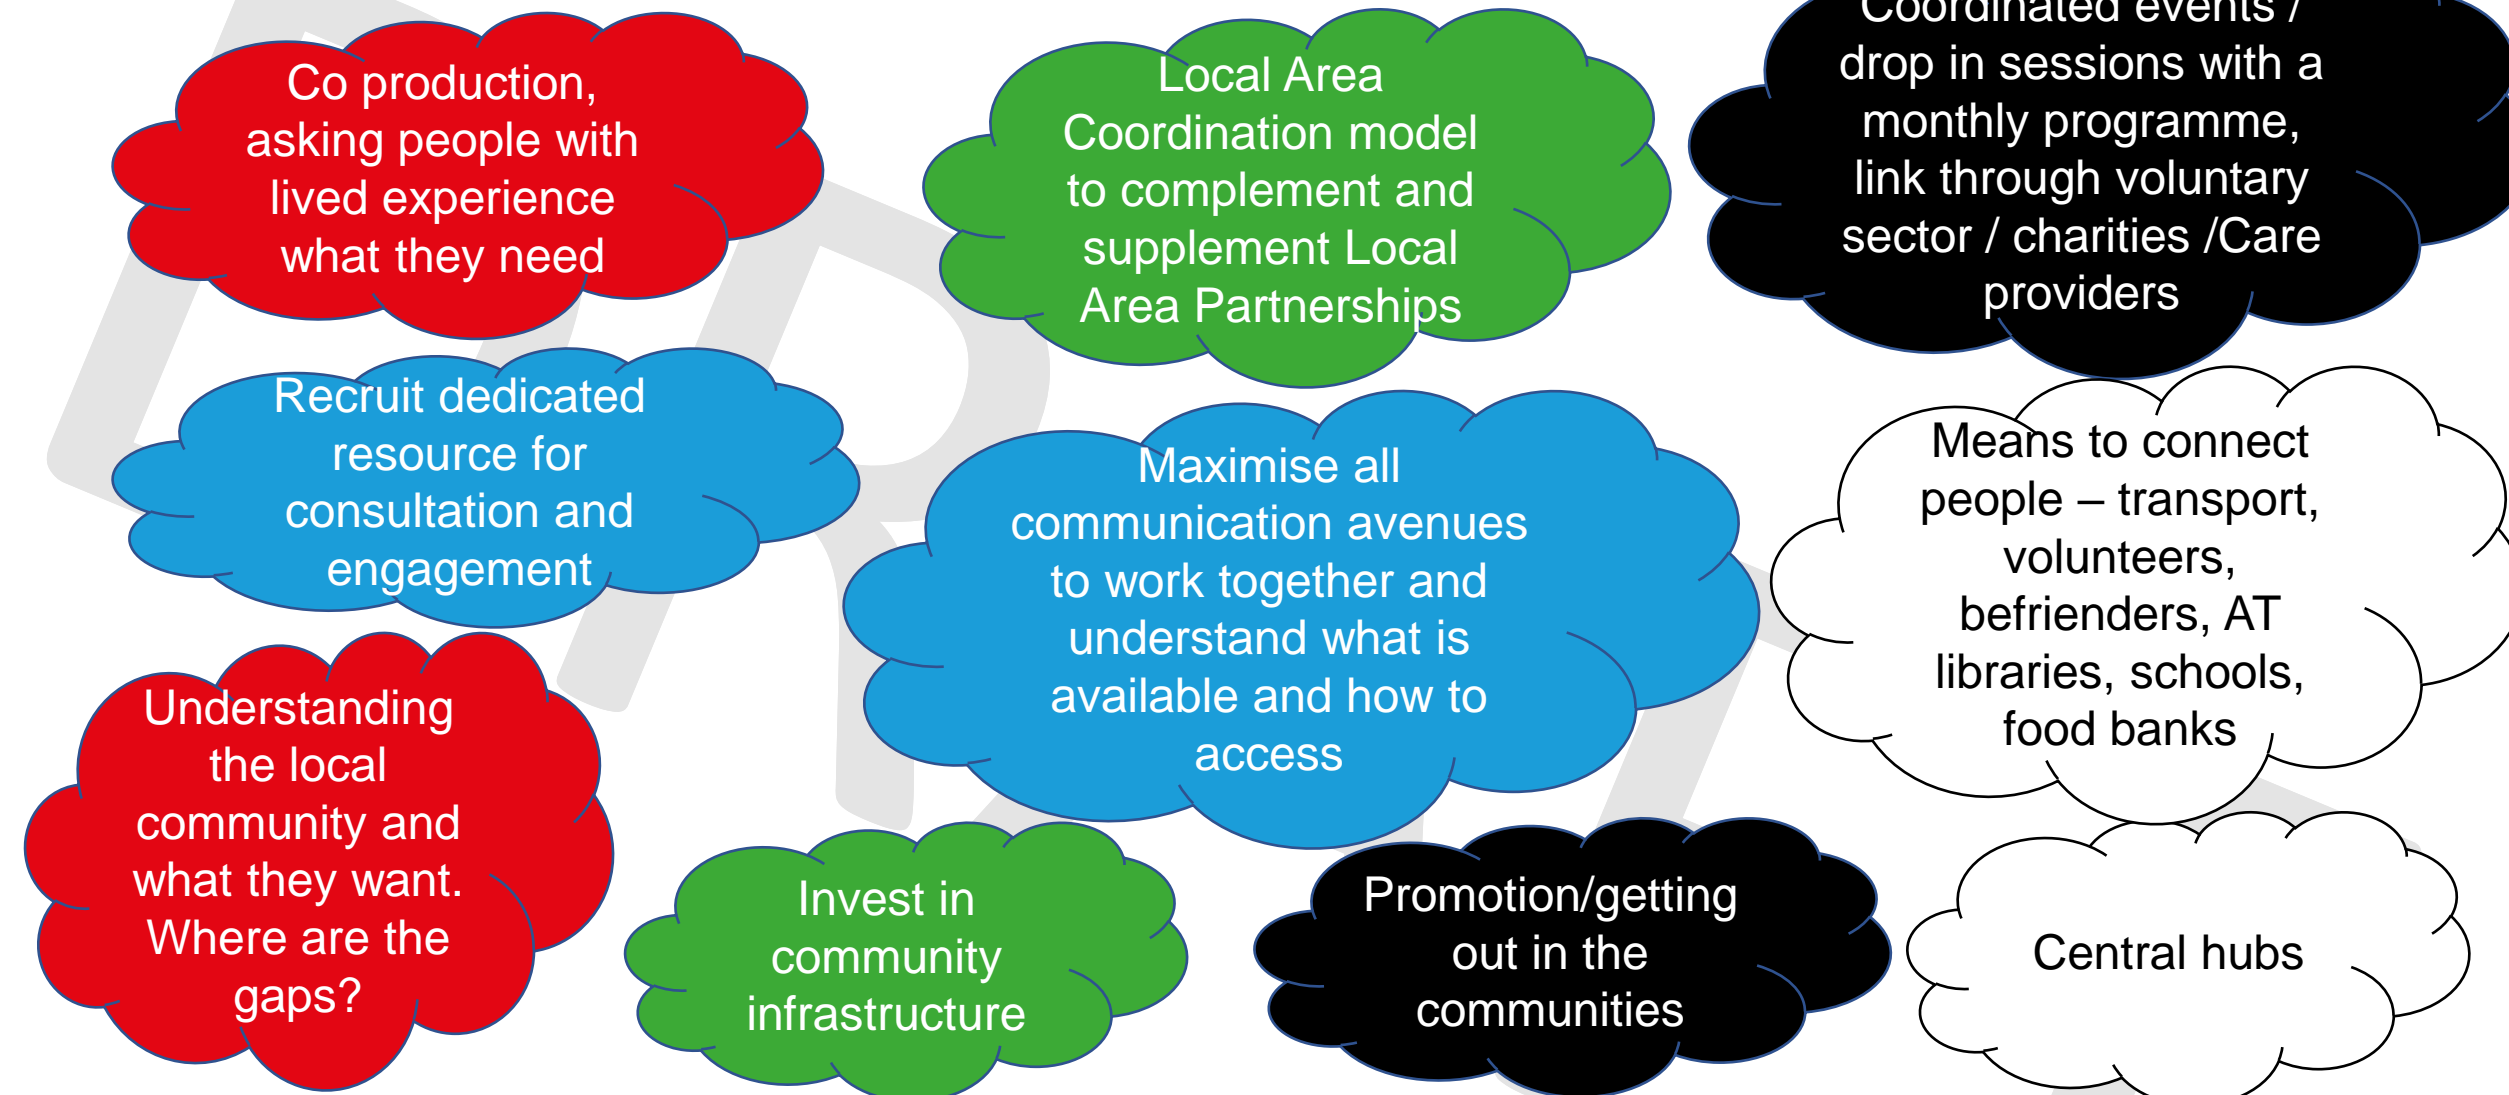 Co production,
asking people with
lived experience
what they need
Local Area
Coordination model
to complement and
supplement Local
Area Partnerships
Coordinated events /
drop in sessions with a
monthly programme,
link through voluntary
sector / charities /Care
providers
Recruit dedicated
resource for
consultation and
engagement
Maximise all
communication avenues
to work together and
understand what is
available and how to
access
Means to connect
people – transport,
volunteers,
befrienders, AT
libraries, schools,
food banks
Understanding
the local
community and
what they want.
Where are the
gaps?
Invest in
community
infrastructure
Promotion/getting
out in the
communities
Central hubs